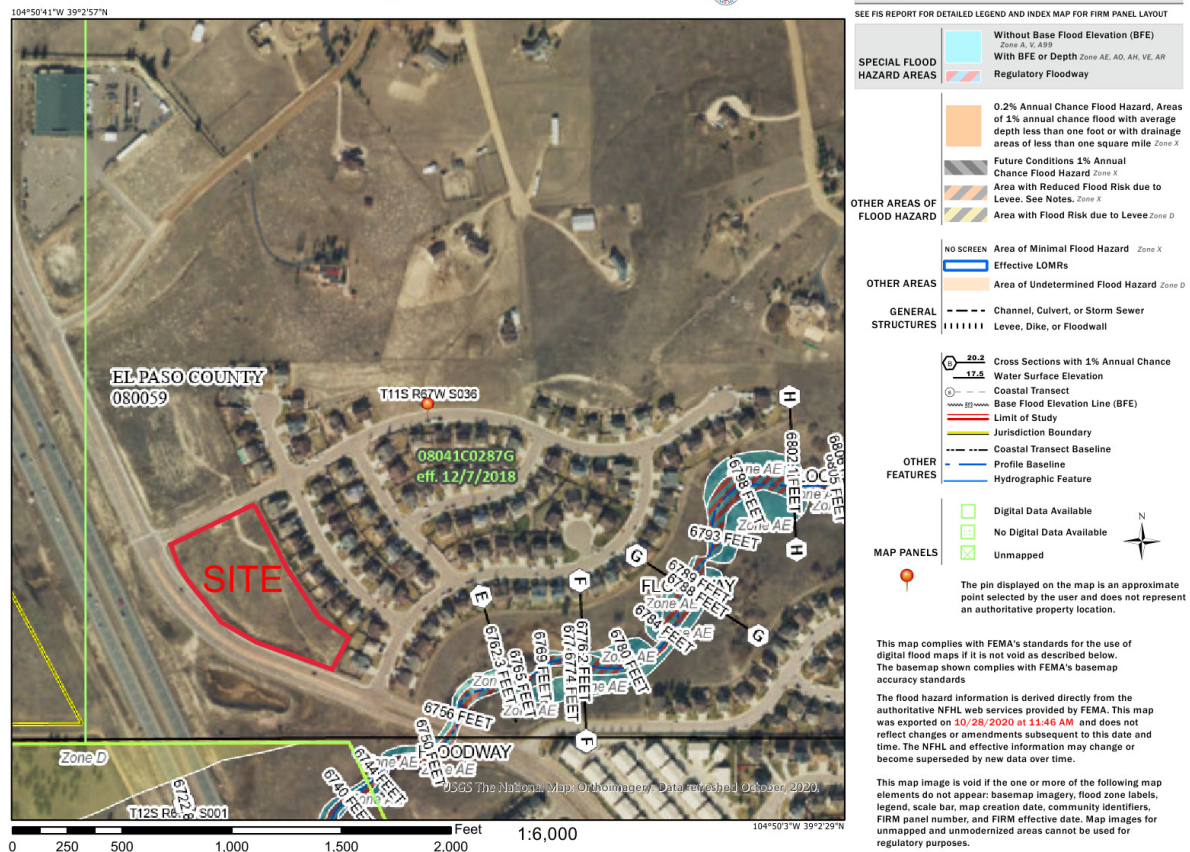 104°50'41"W 39°2'57"N
EL PASO COUNTY
080059
T11S R67W S036
08041C0287G
eff. 12/7/2018
SITE
H
6802.1 FEET
6805 FEET
Zone AE
6798 FEET
Zone AE
6793 FEET
H
G
6789 FEET
6788 FEET
FLOODWAY
Zone AE
6784 FEET
G
E
F
6762.3 FEET
6765 FEET
6769 FEET
6776.2 FEET
6774 FEET
6780 FEET
Zone AE
6756 FEET
F
6750 FEET
FLOODWAY
Zone AE
Zone D
6740 FEET
T12S S001
USGS The National Map: Orthoimagery. Data refreshed October, 2020.
104°50'3"W 39°2'29"N
Feet
1:6,000
0 250 500 1,000 1,500 2,000
SEE FIS REPORT FOR DETAILED LEGEND AND INDEX MAP FOR FIRM PANEL LAYOUT
SPECIAL FLOOD
HAZARD AREAS
Without Base Flood Elevation (BFE)
Zone A, V, A99
With BFE or Depth Zone AE, AO, AH, VE, AR
Regulatory Floodway
0.2% Annual Chance Flood Hazard, Areas
of 1% annual chance flood with average
depth less than one foot or with drainage
areas of less than one square mile Zone X
Future Conditions 1% Annual
Chance Flood Hazard Zone X
Area with Reduced Flood Risk due to
Levee. See Notes. Zone X
Area with Flood Risk due to Levee Zone D
OTHER AREAS OF
FLOOD HAZARD
NO SCREEN Area of Minimal Flood Hazard Zone X
Effective LOMRs
Area of Undetermined Flood Hazard Zone D
OTHER AREAS
GENERAL
STRUCTURES
Channel, Culvert, or Storm Sewer
Levee, Dike, or Floodwall
B 20.2 Cross Sections with 1% Annual Chance
17.5 Water Surface Elevation
8 Coastal Transect
Base Flood Elevation Line (BFE)
Limit of Study
Jurisdiction Boundary
Coastal Transect Baseline
Profile Baseline
Hydrographic Feature
OTHER
FEATURES
Digital Data Available
No Digital Data Available
Unmapped
MAP PANELS
N
The pin displayed on the map is an approximate
point selected by the user and does not represent
an authoritative property location.
This map complies with FEMA's standards for the use of
digital flood maps if it is not void as described below.
The basemap shown complies with FEMA's basemap
accuracy standards
The flood hazard information is derived directly from the
authoritative NFHL web services provided by FEMA. This map
was exported on 10/28/2020 at 11:46 AM and does not
reflect changes or amendments subsequent to this date and
time. The NFHL and effective information may change or
become superseded by new data over time.
This map image is void if the one or more of the following map
elements do not appear: basemap imagery, flood zone labels,
legend, scale bar, map creation date, community identifiers,
FIRM panel number, and FIRM effective date. Map images for
unmapped and unmodernized areas cannot be used for
regulatory purposes.